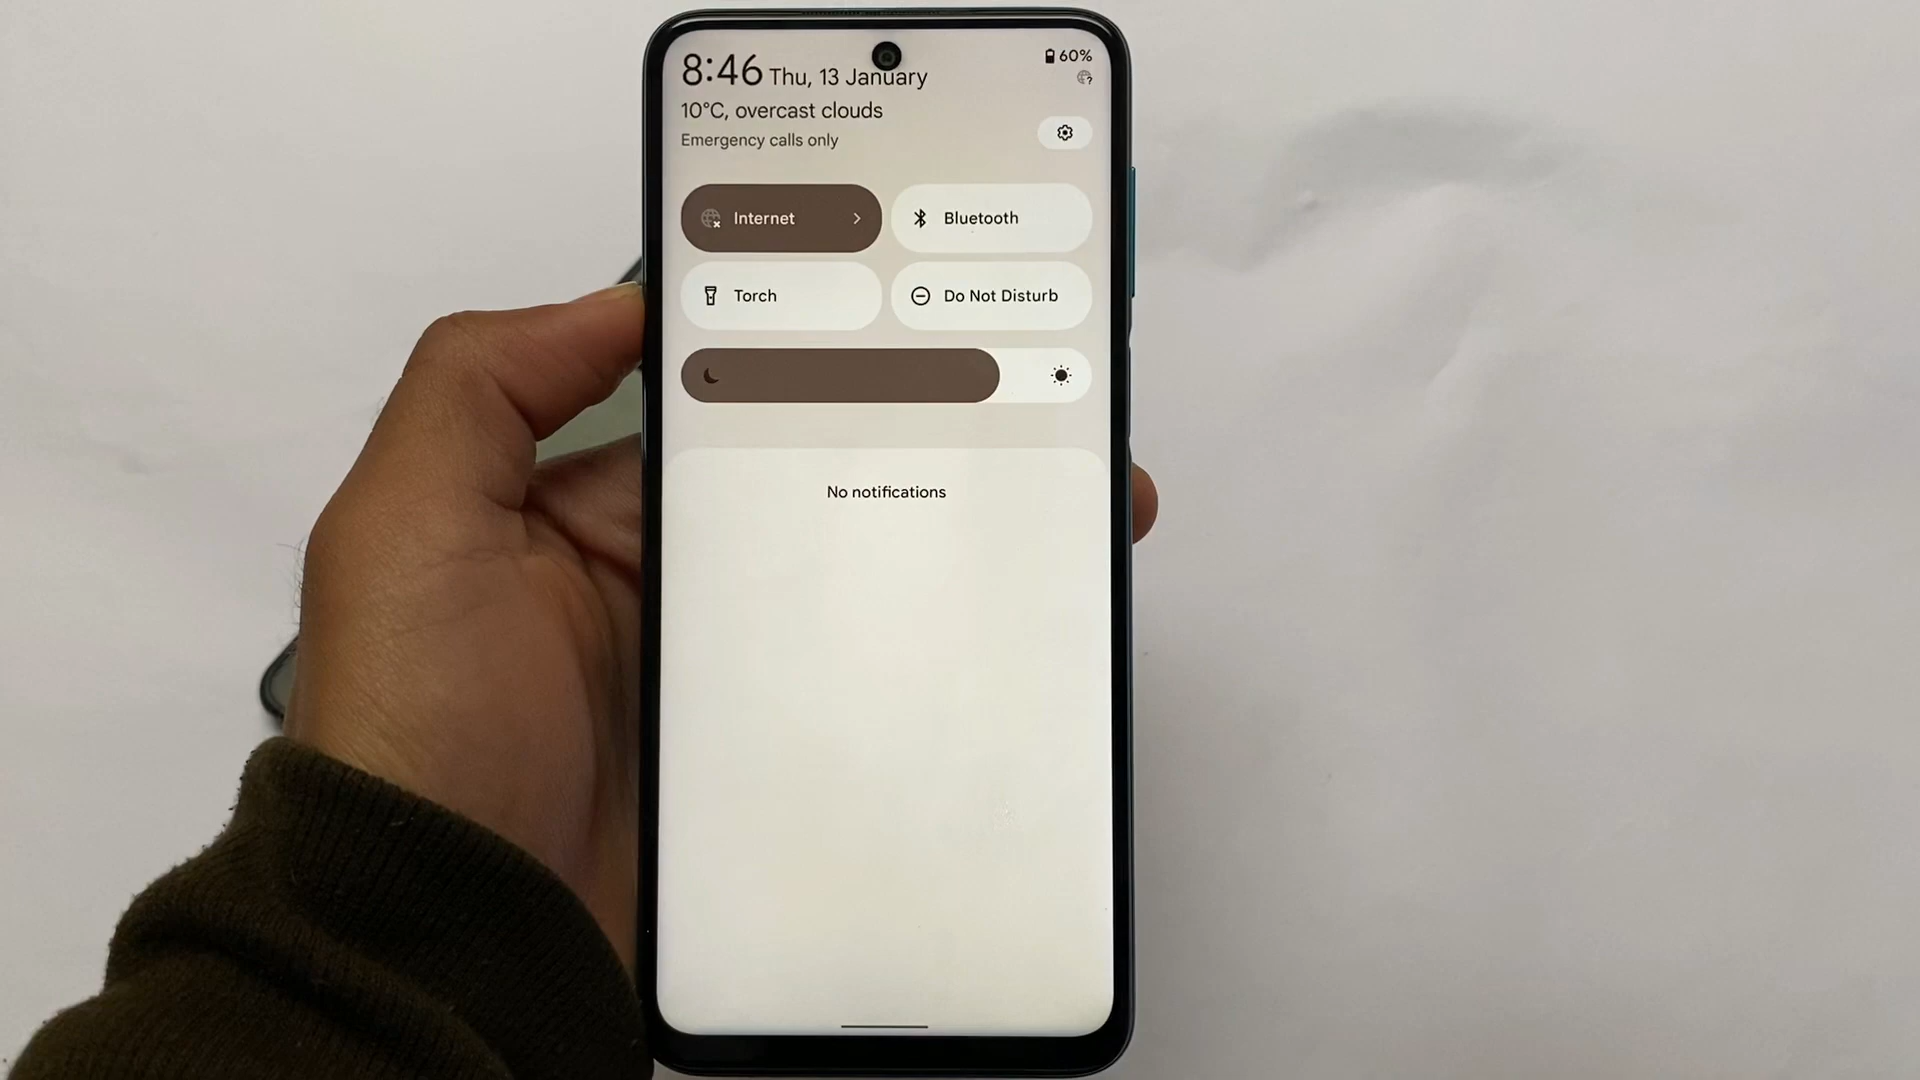 8:46 Thu, 13 January
60%
10°C, overcast clouds
Emergency calls only
Internet
Bluetooth
Torch
Do Not Disturb
No notifications